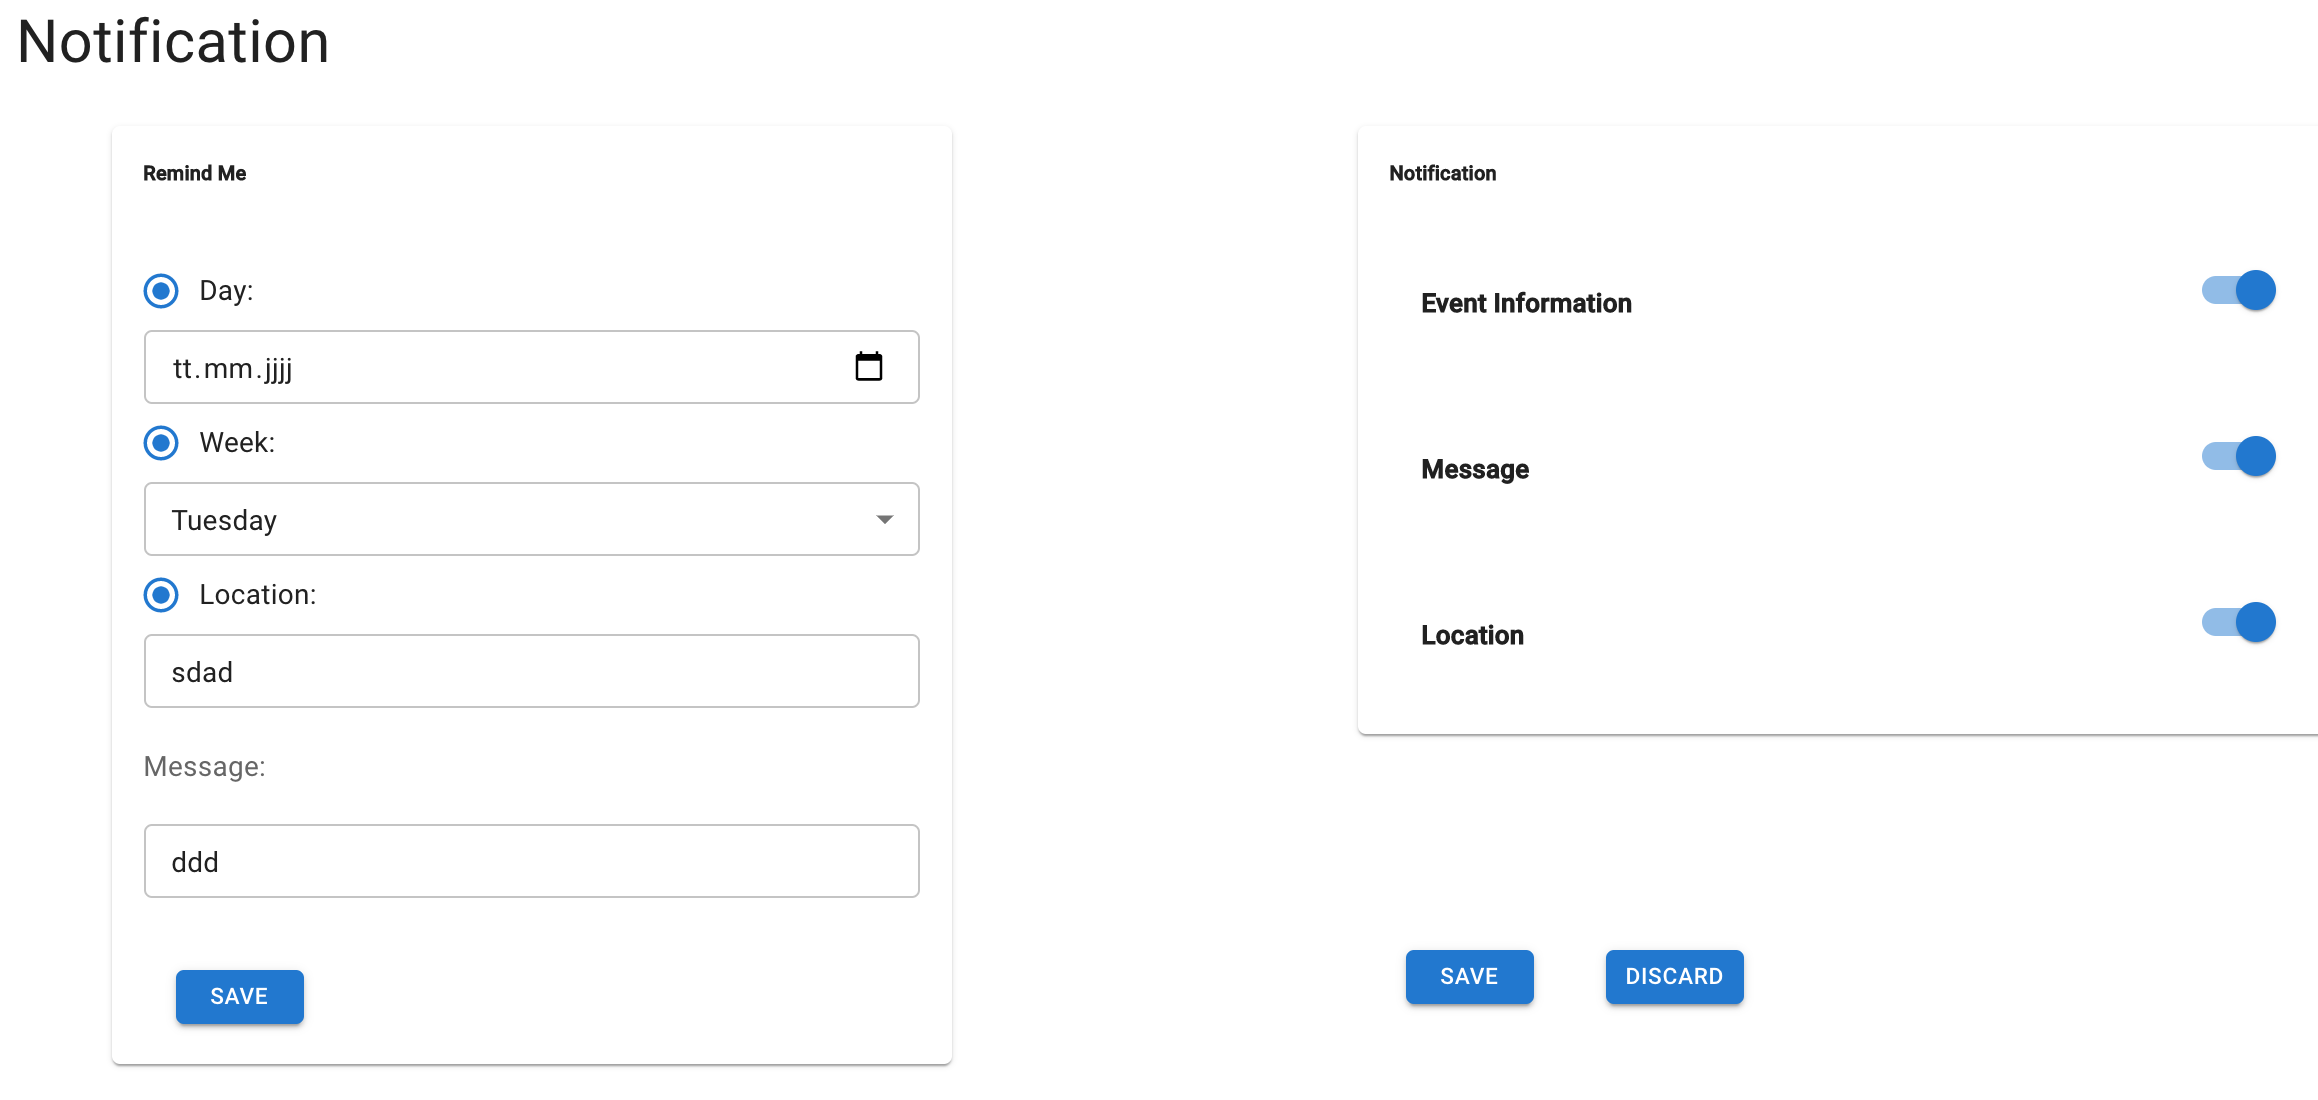 Notification
Remind Me
Day:
tt.mm.jjjj
Week:
Tuesday
Location:
sdad
Message:
ddd
SAVE
Notification
Event Information
Message
Location
SAVE
DISCARD